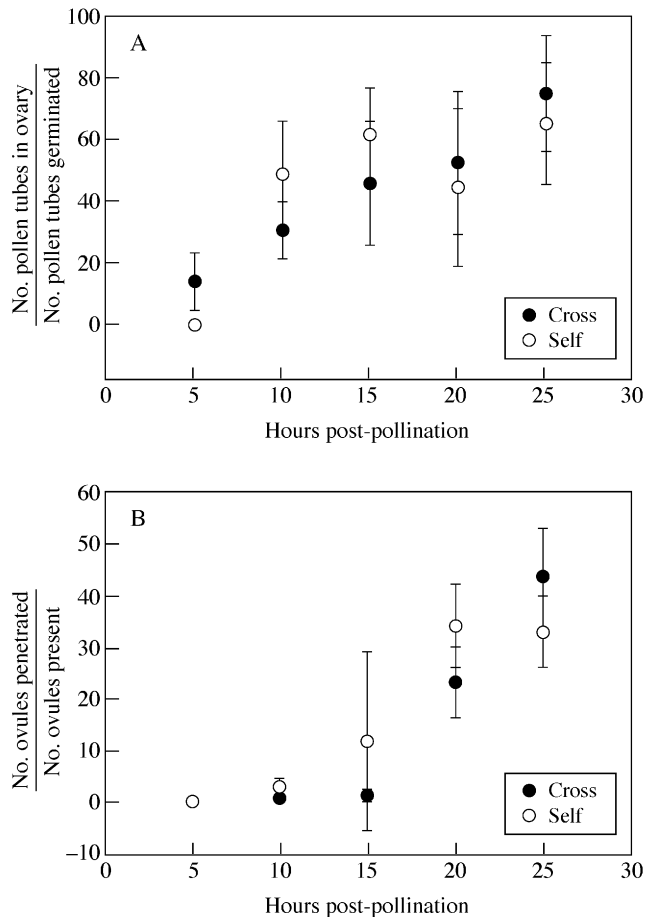 100
A
80
60
40
20
0
No. pollen tubes in ovary
No. pollen tubes germinated
Cross
Self
0 5 10 15 20 25 30
Hours post-pollination
60
B
50
40
30
20
10
0
–10
No. ovules penetrated
No. ovules present
Cross
Self
0 5 10 15 20 25 30
Hours post-pollination